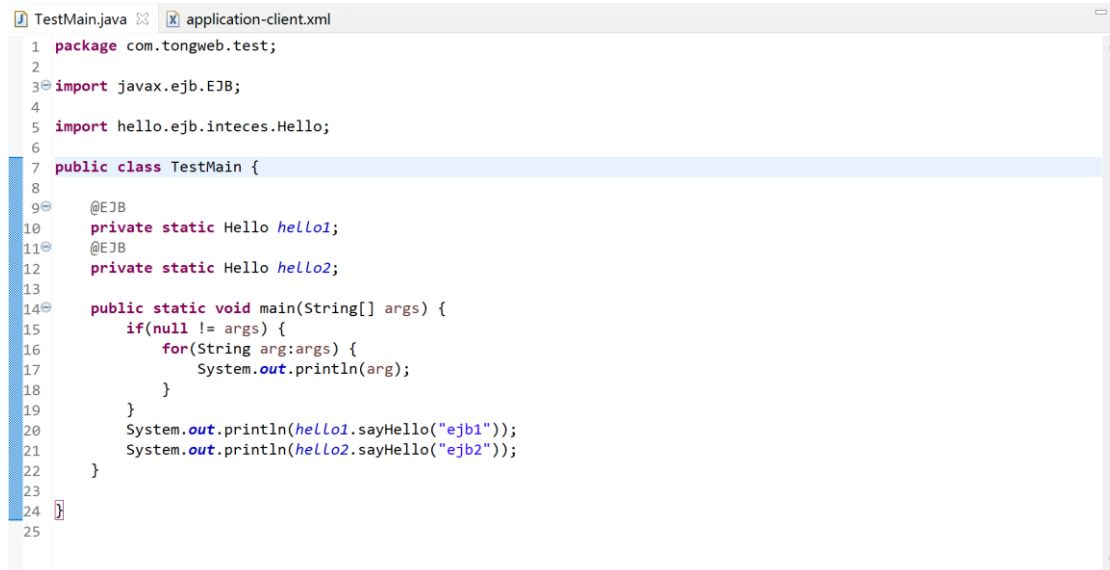 TestMain.java application-client.xml
1 package com.tongweb.test;
2
3 import javax.ejb.EJB;
4
5 import hello.ejb.inteces.Hello;
6
7 public class TestMain {
8
9 @EJB
10 private static Hello hello1;
11 @EJB
12 private static Hello hello2;
13
14 public static void main(String[] args) {
15 if(null != args) {
16 for(String arg:args) {
17 System.out.println(arg);
18 }
19 }
20 System.out.println(hello1.sayHello("ejb1"));
21 System.out.println(hello2.sayHello("ejb2"));
22 }
23
24 }
25